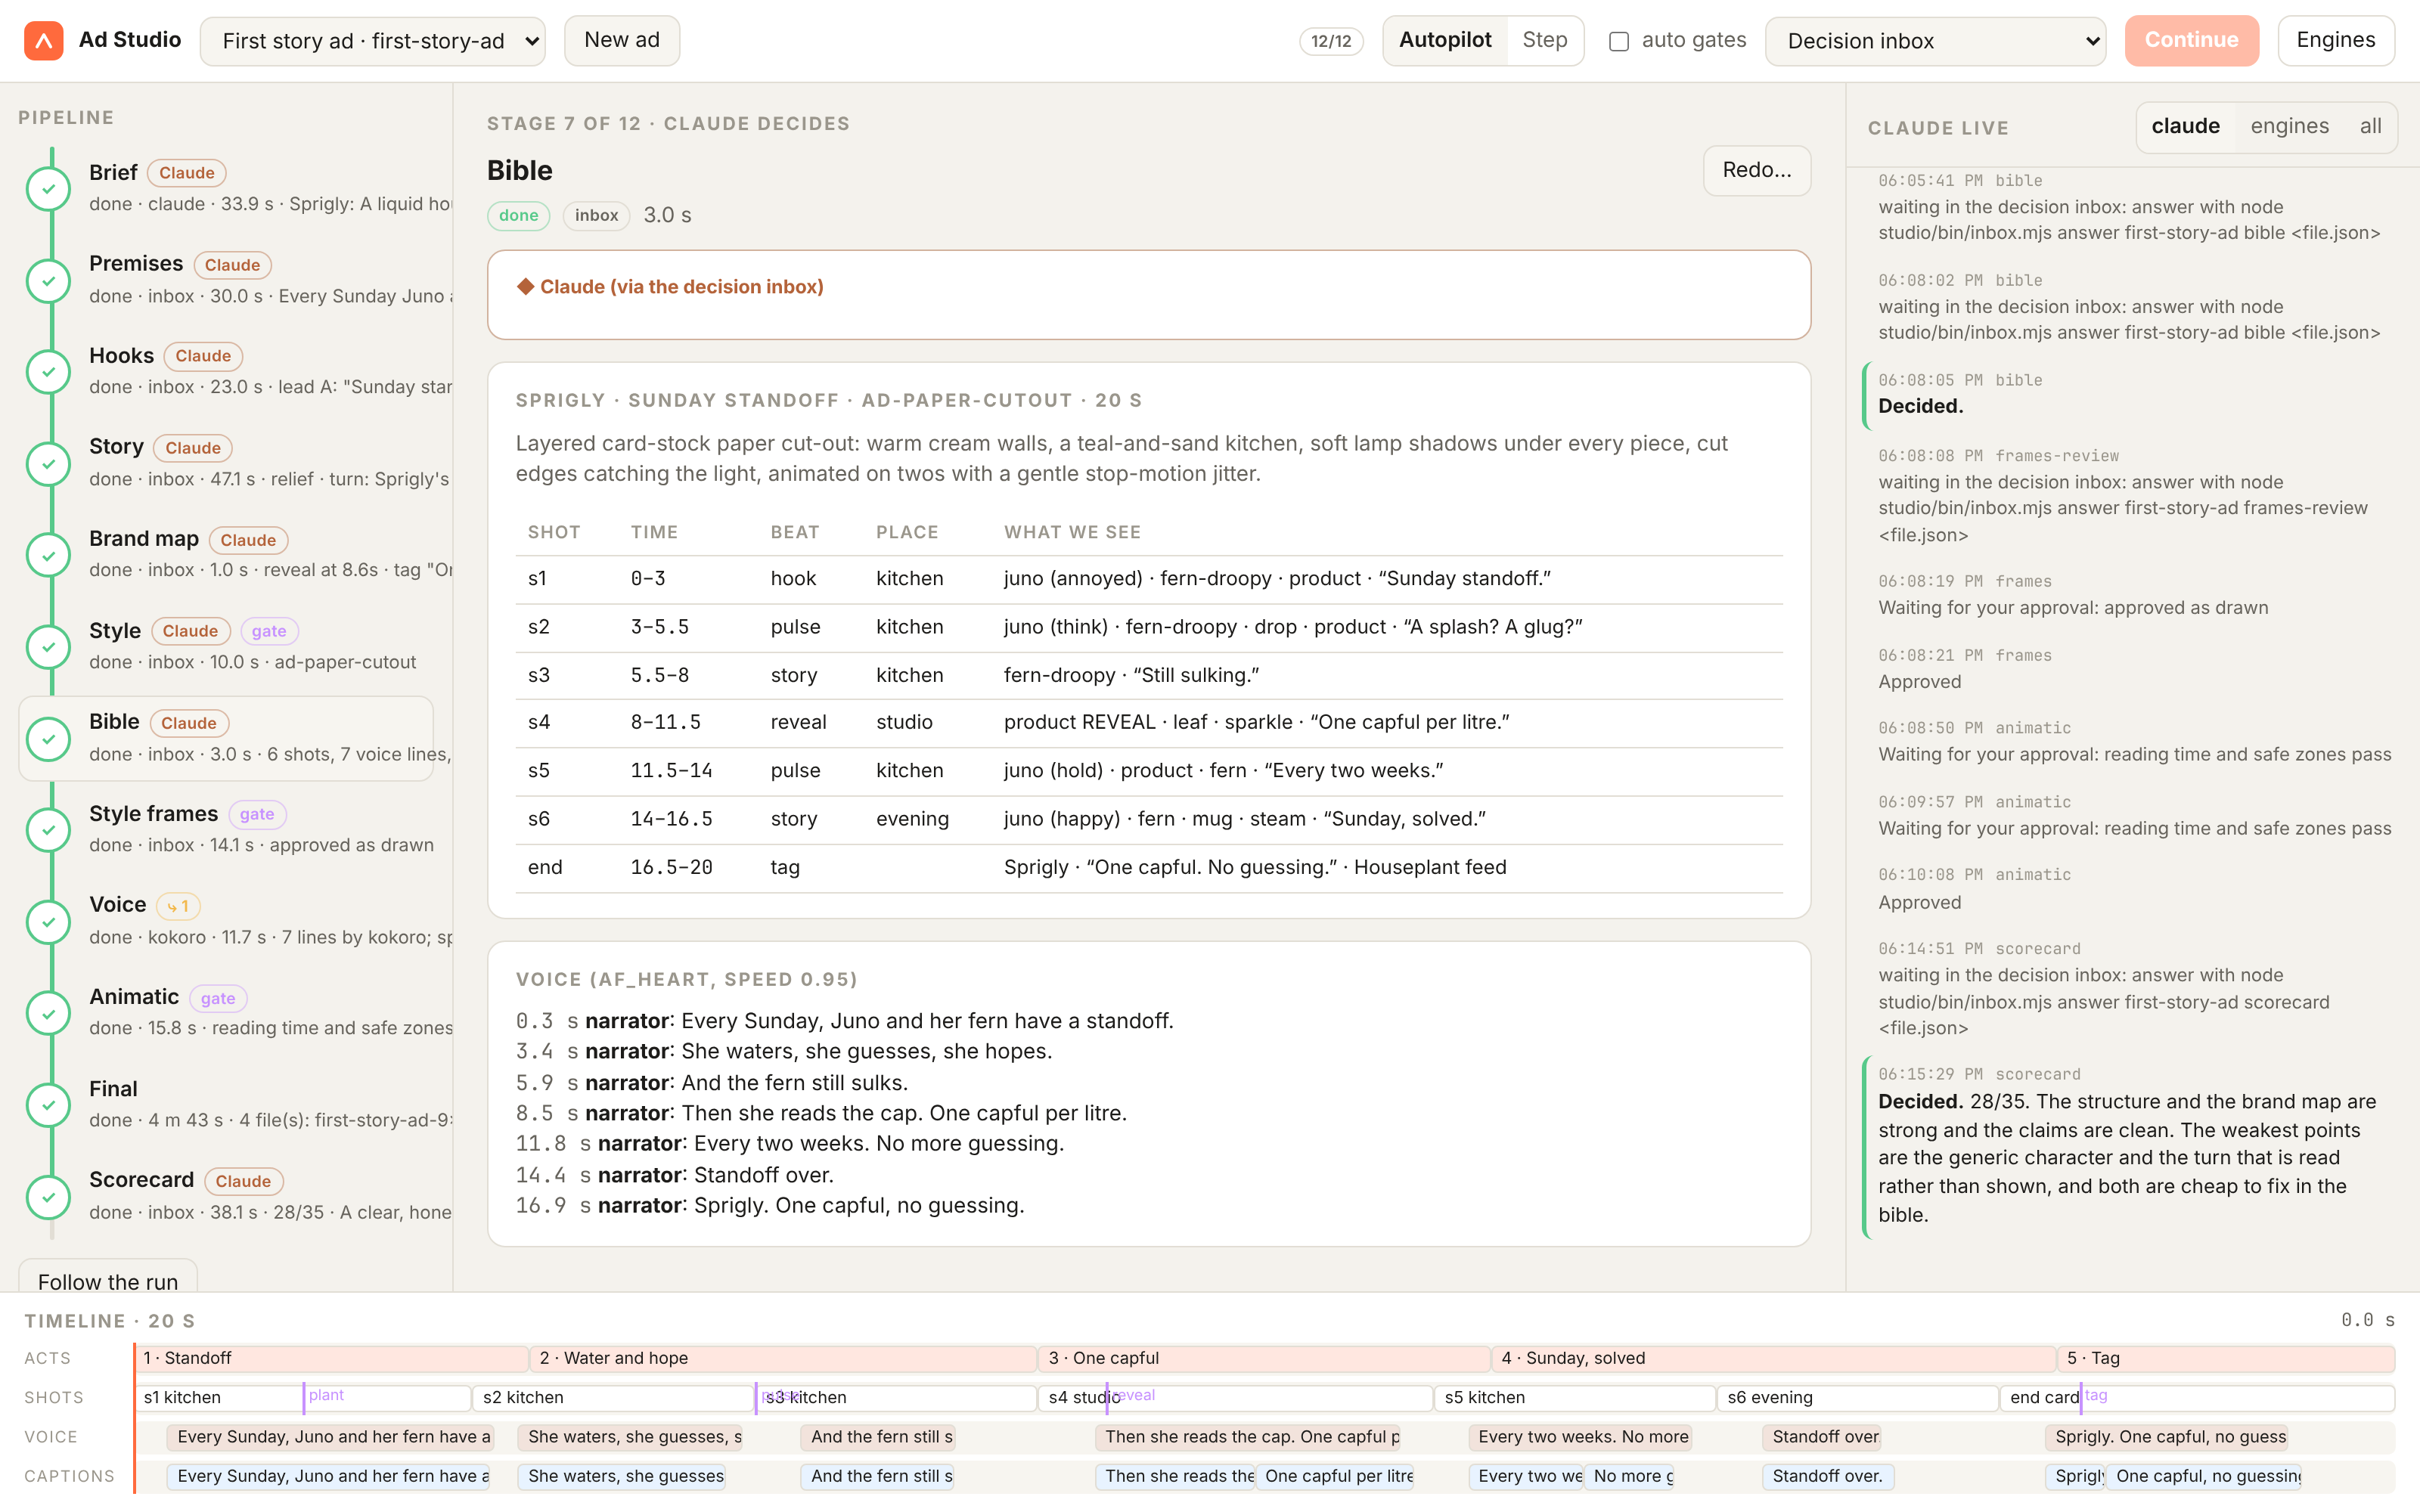 Ad Studio
First story ad · first-story-ad
New ad
12/12
Autopilot
Step
auto gates
Decision inbox
Continue
Engines
PIPELINE
Brief Claude
done · claude · 33.9 s · Sprigly: A liquid ho
Premises Claude
done · inbox · 30.0 s · Every Sunday Juno
Hooks Claude
done · inbox · 23.0 s · lead A: "Sunday star
Story Claude
done · inbox · 47.1 s · relief · turn: Sprigly's
Brand map Claude
done · inbox · 1.0 s · reveal at 8.6s · tag "Or
Style Claude gate
done · inbox · 10.0 s · ad-paper-cutout
Bible Claude
done · inbox · 3.0 s · 6 shots, 7 voice lines,
Style frames gate
done · inbox · 14.1 s · approved as drawn
Voice ↳ 1
done · kokoro · 11.7 s · 7 lines by kokoro; sp
Animatic gate
done · 15.8 s · reading time and safe zones
Final
done · 4 m 43 s · 4 file(s): first-story-ad-9
Scorecard Claude
done · inbox · 38.1 s · 28/35 · A clear, hone
Follow the run
STAGE 7 OF 12 · CLAUDE DECIDES
Bible
Redo...
done inbox 3.0 s
◆ Claude (via the decision inbox)
SPRIGLY · SUNDAY STANDOFF · AD-PAPER-CUTOUT · 20 S
Layered card-stock paper cut-out: warm cream walls, a teal-and-sand kitchen, soft lamp shadows under every piece, cut
edges catching the light, animated on twos with a gentle stop-motion jitter.
SHOT TIME BEAT PLACE WHAT WE SEE
s1 0–3 hook kitchen juno (annoyed) · fern-droopy · product · “Sunday standoff.”
s2 3–5.5 pulse kitchen juno (think) · fern-droopy · drop · product · “A splash? A glug?”
s3 5.5–8 story kitchen fern-droopy · “Still sulking.”
s4 8–11.5 reveal studio product REVEAL · leaf · sparkle · “One capful per litre.”
s5 11.5–14 pulse kitchen juno (hold) · product · fern · “Every two weeks.”
s6 14–16.5 story evening juno (happy) · fern · mug · steam · “Sunday, solved.”
end 16.5–20 tag Sprigly · “One capful. No guessing.” · Houseplant feed
VOICE (AF_HEART, SPEED 0.95)
0.3 s narrator: Every Sunday, Juno and her fern have a standoff.
3.4 s narrator: She waters, she guesses, she hopes.
5.9 s narrator: And the fern still sulks.
8.5 s narrator: Then she reads the cap. One capful per litre.
11.8 s narrator: Every two weeks. No more guessing.
14.4 s narrator: Standoff over.
16.9 s narrator: Sprigly. One capful, no guessing.
CLAUDE LIVE
claude engines all
06:05:41 PM bible
waiting in the decision inbox: answer with node
studio/bin/inbox.mjs answer first-story-ad bible <file.json>
06:08:02 PM bible
waiting in the decision inbox: answer with node
studio/bin/inbox.mjs answer first-story-ad bible <file.json>
06:08:05 PM bible
Decided.
06:08:08 PM frames-review
waiting in the decision inbox: answer with node
studio/bin/inbox.mjs answer first-story-ad frames-review
<file.json>
06:08:19 PM frames
Waiting for your approval: approved as drawn
06:08:21 PM frames
Approved
06:08:50 PM animatic
Waiting for your approval: reading time and safe zones pass
06:09:57 PM animatic
Waiting for your approval: reading time and safe zones pass
06:10:08 PM animatic
Approved
06:14:51 PM scorecard
waiting in the decision inbox: answer with node
studio/bin/inbox.mjs answer first-story-ad scorecard
<file.json>
06:15:29 PM scorecard
Decided. 28/35. The structure and the brand map are
strong and the claims are clean. The weakest points
are the generic character and the turn that is read
rather than shown, and both are cheap to fix in the
bible.
TIMELINE · 20 S
0.0 s
ACTS 1 · Standoff 2 · Water and hope 3 · One capful 4 · Sunday, solved 5 · Tag
SHOTS s1 kitchen plant s2 kitchen s3 kitchen s4 studio reveal s5 kitchen s6 evening end card tag
VOICE Every Sunday, Juno and her fern have a She waters, she guesses, s And the fern still s Then she reads the cap. One capful p Every two weeks. No more Standoff over Sprigly. One capful, no guess
CAPTIONS Every Sunday, Juno and her fern have a She waters, she guesses And the fern still s Then she reads the One capful per litre Every two we No more g Standoff over. Sprigly One capful, no guessing